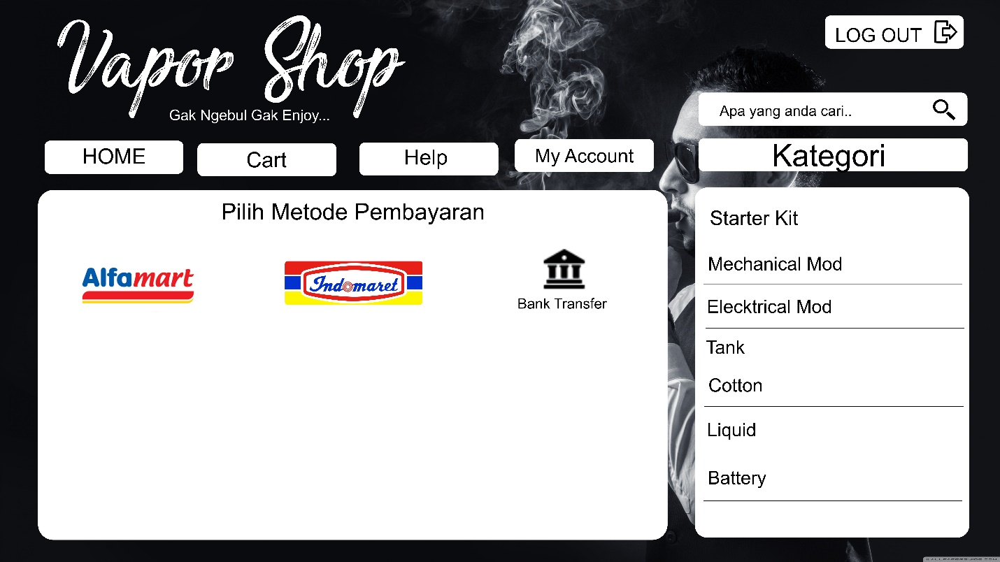 Vapor Shop
Gak Ngebul Gak Enjoy...
LOG OUT
Apa yang anda cari..
HOME
Cart
Help
My Account
Kategori
Pilih Metode Pembayaran
Alfamart
Indomaret
Bank Transfer
Starter Kit
Mechanical Mod
Elecktrical Mod
Tank
Cotton
Liquid
Battery